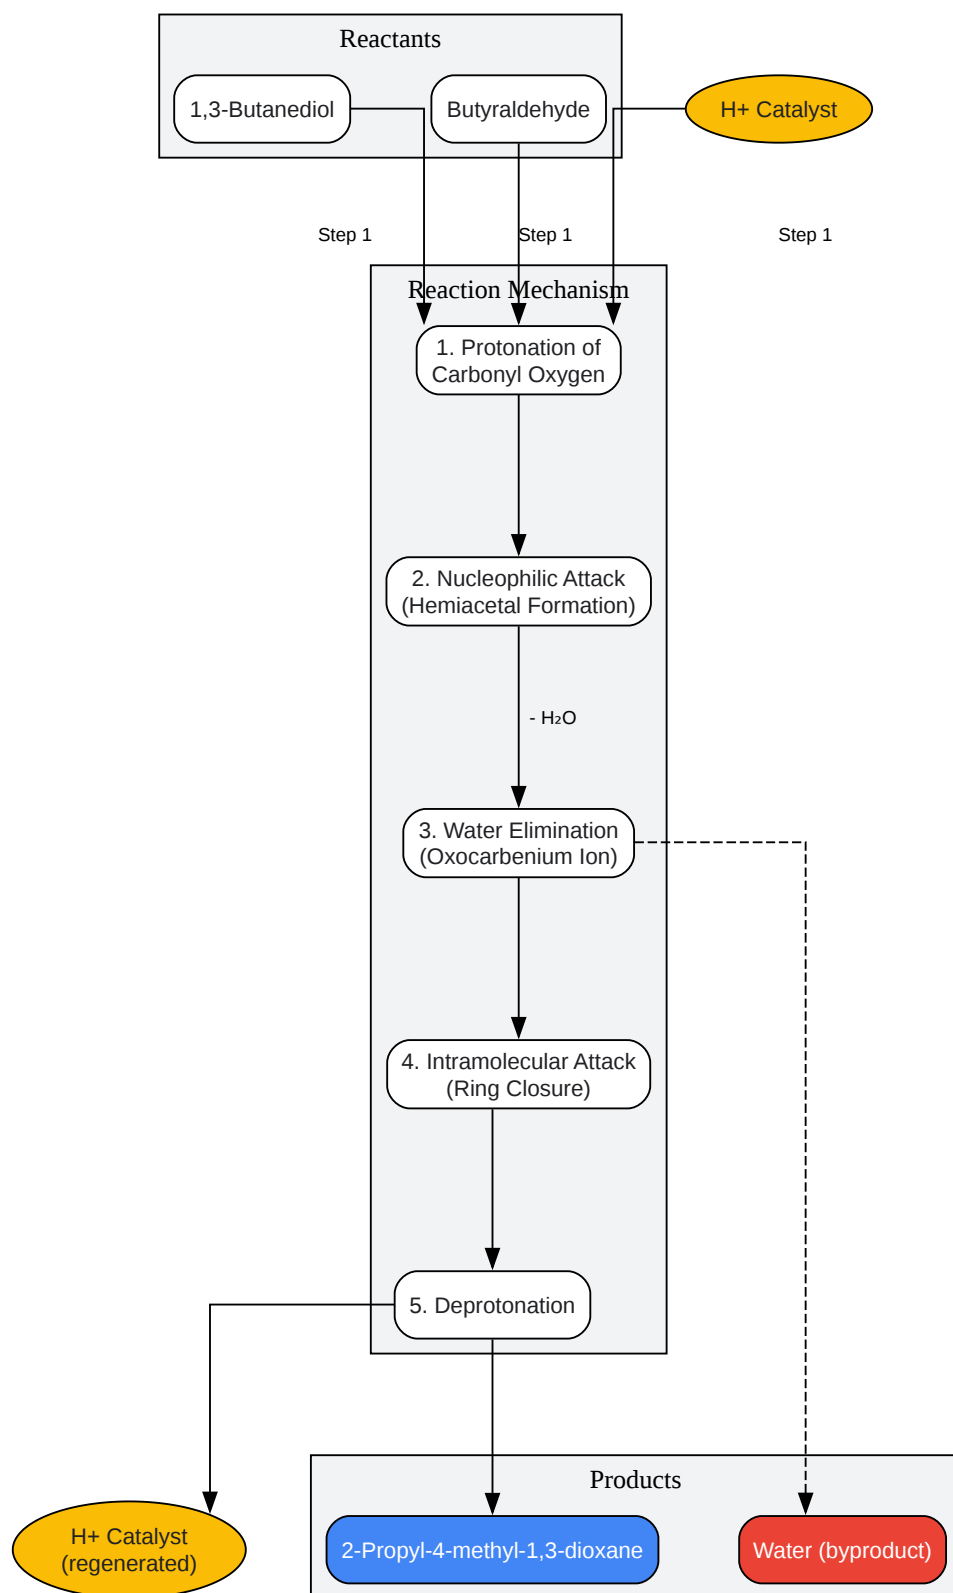 Reactants
1,3-Butanediol
Butyraldehyde
H+ Catalyst
Step 1
Step 1
Step 1
Reaction Mechanism
1. Protonation of
Carbonyl Oxygen
2. Nucleophilic Attack
(Hemiacetal Formation)
- H₂O
3. Water Elimination
(Oxocarbenium Ion)
4. Intramolecular Attack
(Ring Closure)
5. Deprotonation
Products
H+ Catalyst
(regenerated)
2-Propyl-4-methyl-1,3-dioxane
Water (byproduct)